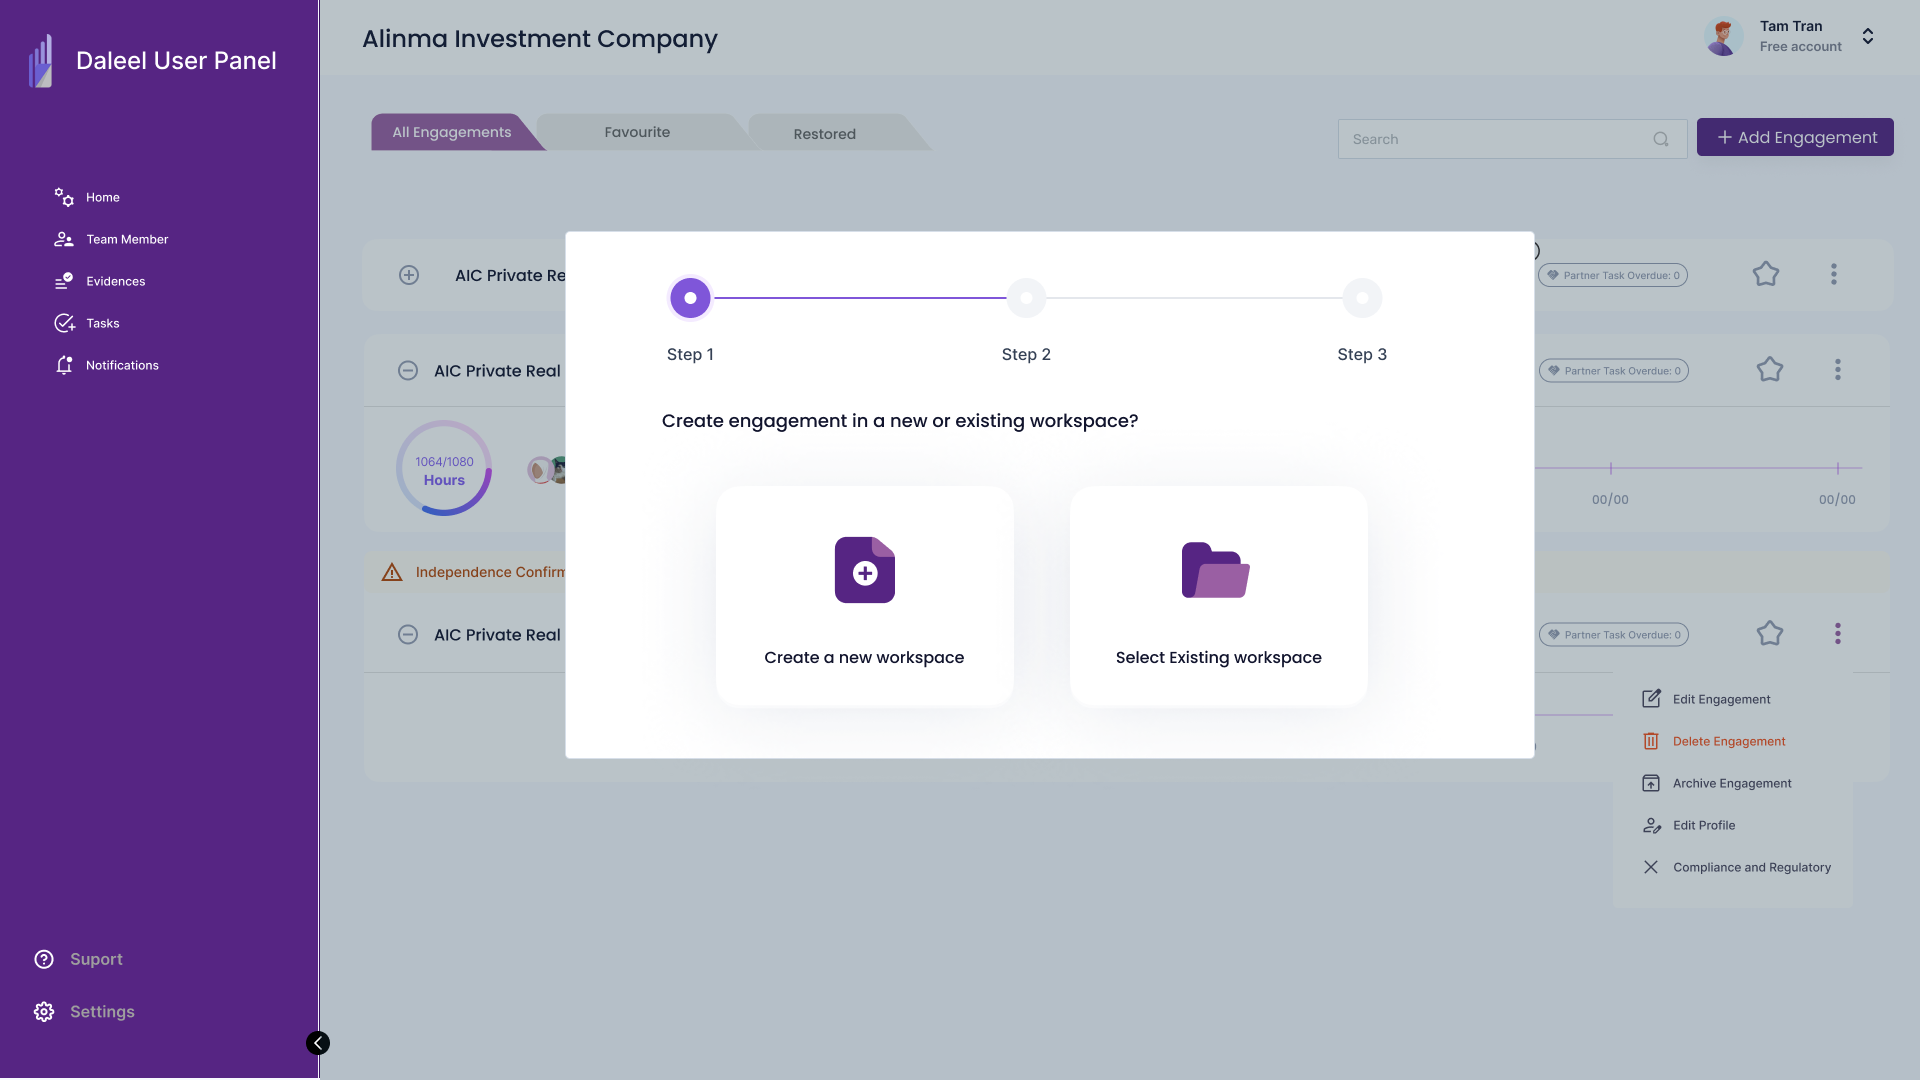 Daleel User Panel
Home
Team Member
Evidences
Tasks
Notifications
Suport
Settings
Alinma Investment Company
Tam Tran
Free account
All Engagements
Favourite
Restored
Search
Add Engagement
AIC Private Re
Partner Task Overdue: 0
AIC Private Real
Partner Task Overdue: 0
1064/1080
Hours
00/00
00/00
Independence Confirm
AIC Private Real
Partner Task Overdue: 0
Edit Engagement
Delete Engagement
Archive Engagement
Edit Profile
Compliance and Regulatory
Step 1
Step 2
Step 3
Create engagement in a new or existing workspace?
Create a new workspace
Select Existing workspace